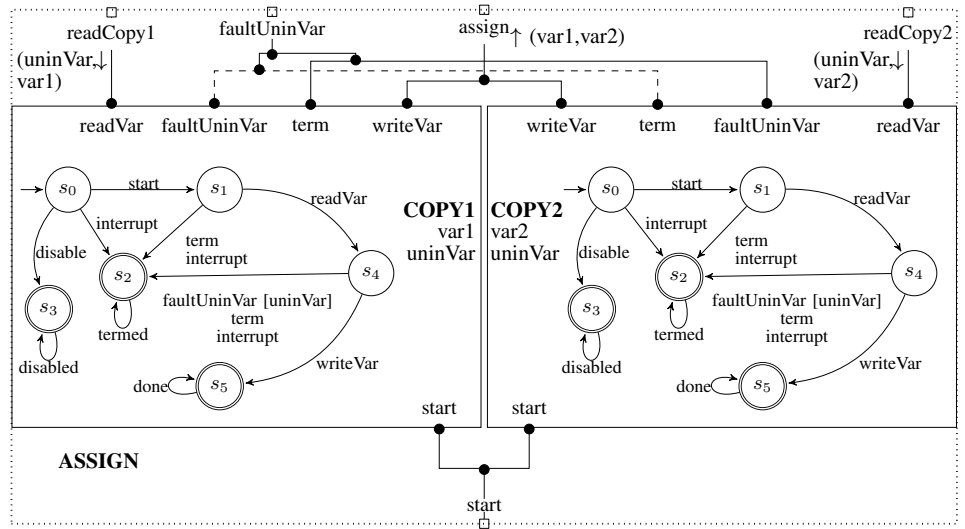 readCopy1 faultUninVar assign ↑ (var1,var2) readCopy2
(uninVar,↓ (uninVar,↓
var1) var2)
readVar faultUninVar term writeVar writeVar term faultUninVar readVar
s0 start s1 readVar
interrupt
COPY1
var1
uninVar
term
interrupt
disable
s2 s4
s3
faultUninVar [uninVar]
term
interrupt
termed
disabled
writeVar
done s5
start
COPY2
var2
uninVar
s0 start s1 readVar
interrupt
term
interrupt
disable
s2 s4
s3
faultUninVar [uninVar]
term
interrupt
termed
disabled
writeVar
done s5
start
ASSIGN
start